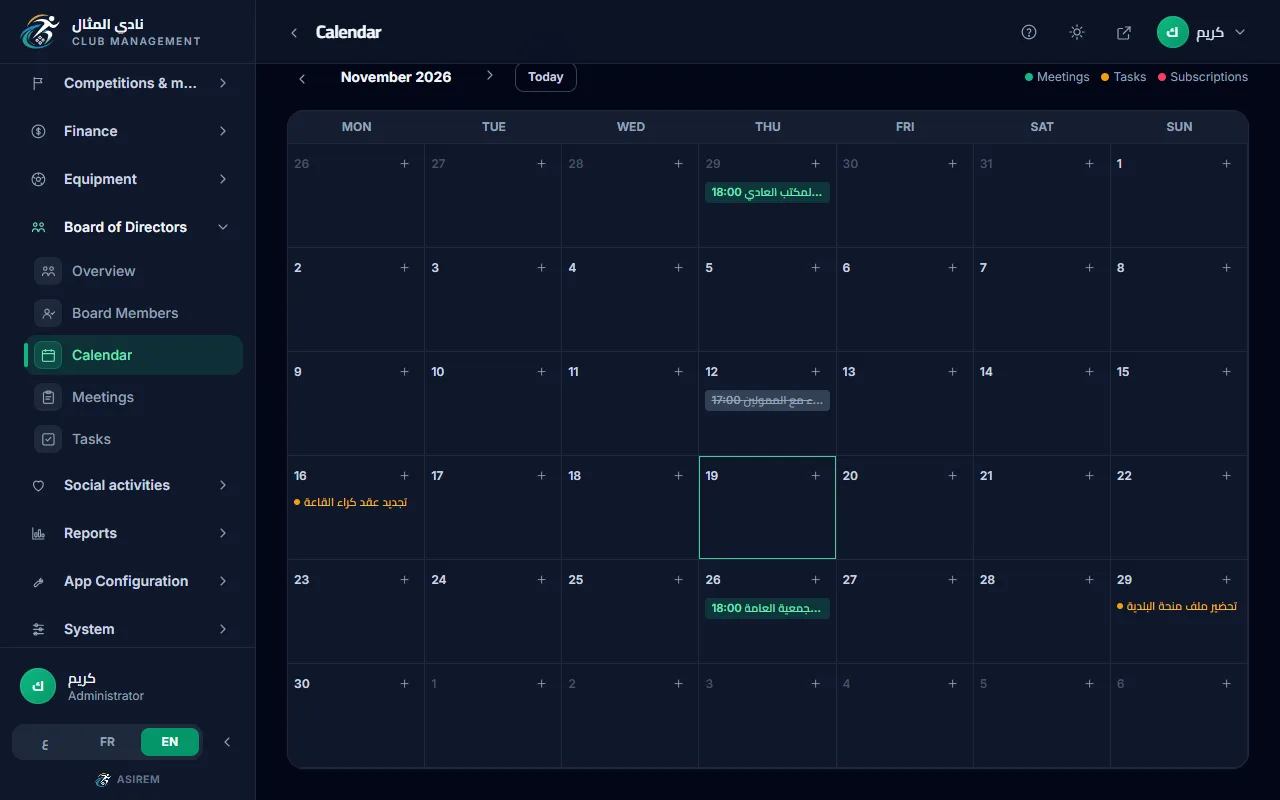 نادي المثال
CLUB MANAGEMENT
Competitions & m...
Finance
Equipment
Board of Directors
Overview
Board Members
Calendar
Meetings
Tasks
Social activities
Reports
App Configuration
System
كريم
Administrator
ع FR EN
ASIREM
Calendar
ك كريم
November 2026 Today
Meetings Tasks Subscriptions
MON TUE WED THU FRI SAT SUN
26 + 27 + 28 + 29 + 30 + 31 + 1 +
18:00 لمكتب العادي...
2 + 3 + 4 + 5 + 6 + 7 + 8 +
9 + 10 + 11 + 12 + 13 + 14 + 15 +
17:00 ء مع الممولين...
16 + 17 + 18 + 19 + 20 + 21 + 22 +
تجديد عقد كراء القاعة
23 + 24 + 25 + 26 + 27 + 28 + 29 +
18:00 جمعية العامة...
تحضير ملف منحة البلدية
30 + 1 + 2 + 3 + 4 + 5 + 6 +